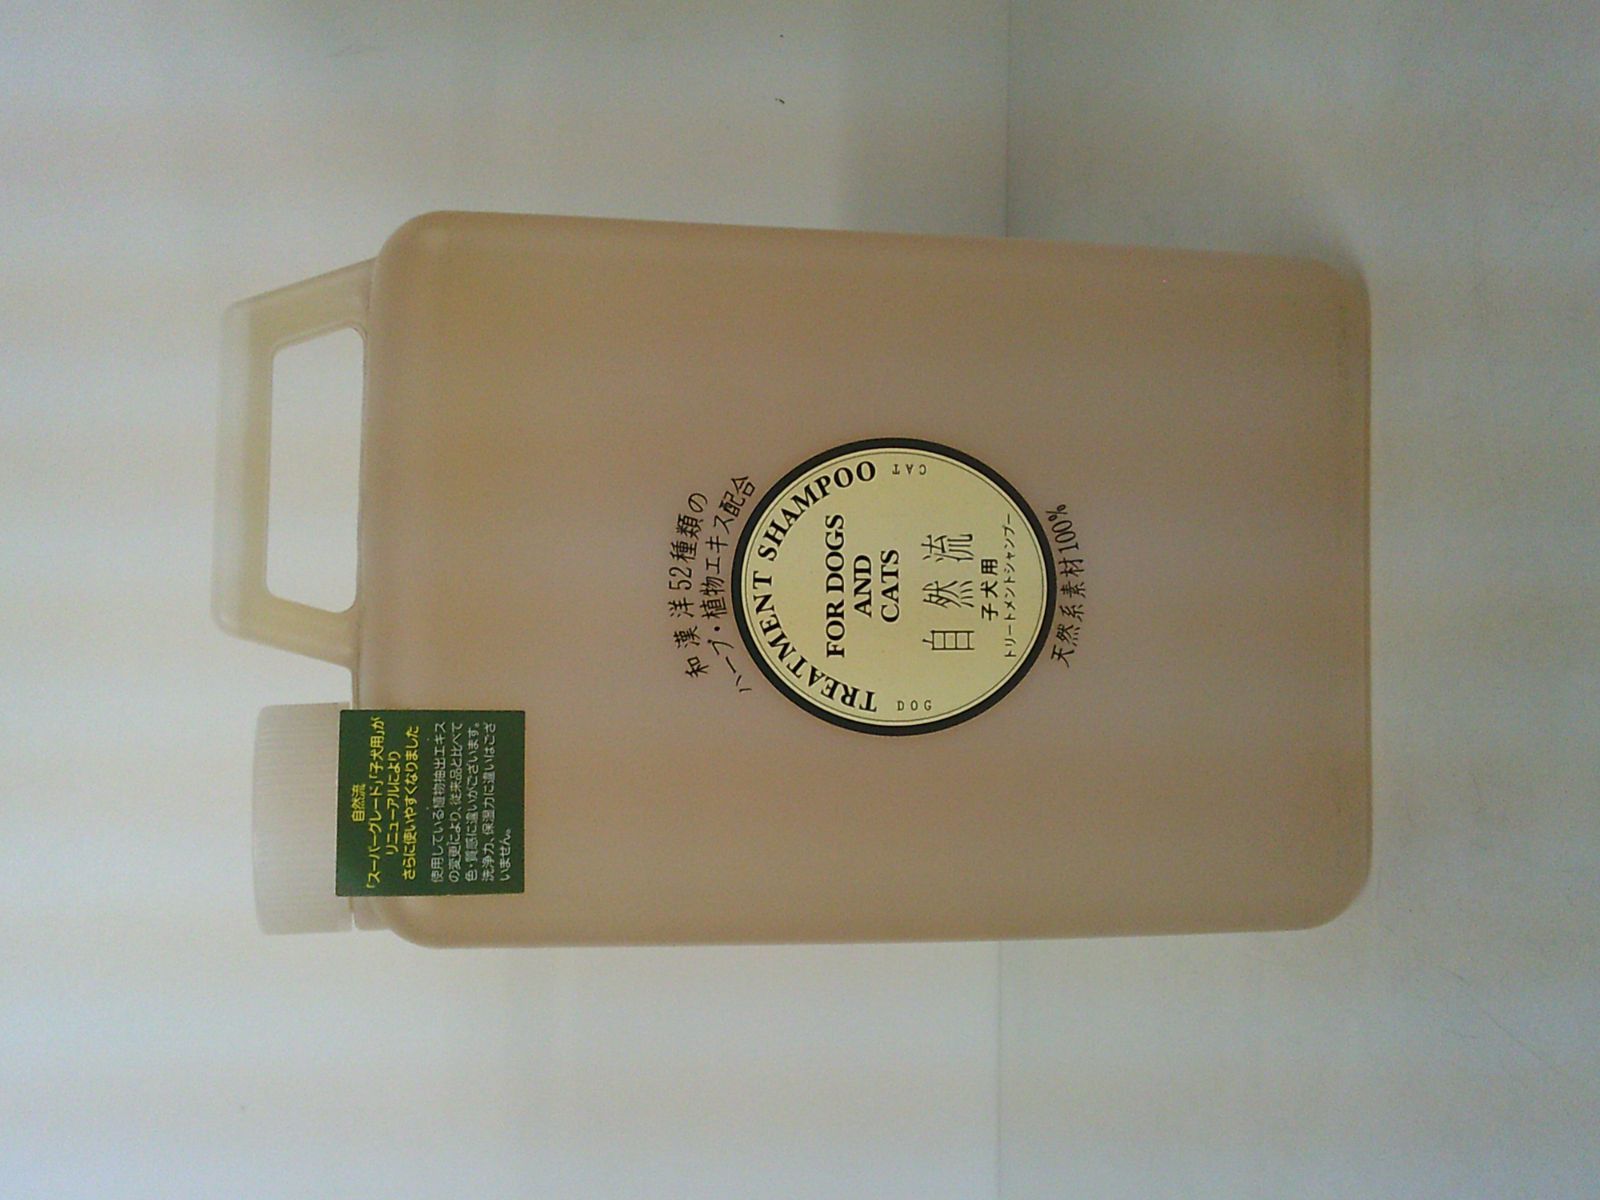 自然流
「スーパーグレード」「子犬用」が
リニューアルにより
さらに使いやすくなりました
使用している植物抽出エキス
の変更により、従来品と比べて
色・質感に違いがございます。
洗浄力、保湿力に違いはござ
いません。
和漢洋52種類の
ハーブ・植物エキス配合
TREATMENT SHAMPOO
FOR DOGS
AND
CATS
DOG
CAT
自然流
子犬用
トリートメントシャンプー
天然系素材100%